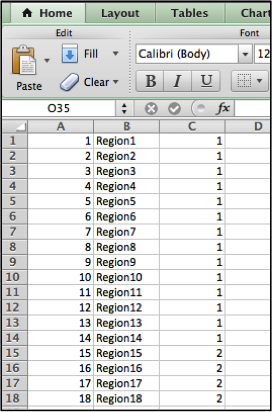 Home Layout Tables Chart
Edit Font
Fill Calibri (Body) 12
Paste Clear B I U
O35 fx
A B C D
1 1 Region1 1
2 2 Region2 1
3 3 Region3 1
4 4 Region4 1
5 5 Region5 1
6 6 Region6 1
7 7 Region7 1
8 8 Region8 1
9 9 Region9 1
10 10 Region10 1
11 11 Region11 1
12 12 Region12 1
13 13 Region13 1
14 14 Region14 1
15 15 Region15 2
16 16 Region16 2
17 17 Region17 2
18 18 Region18 2